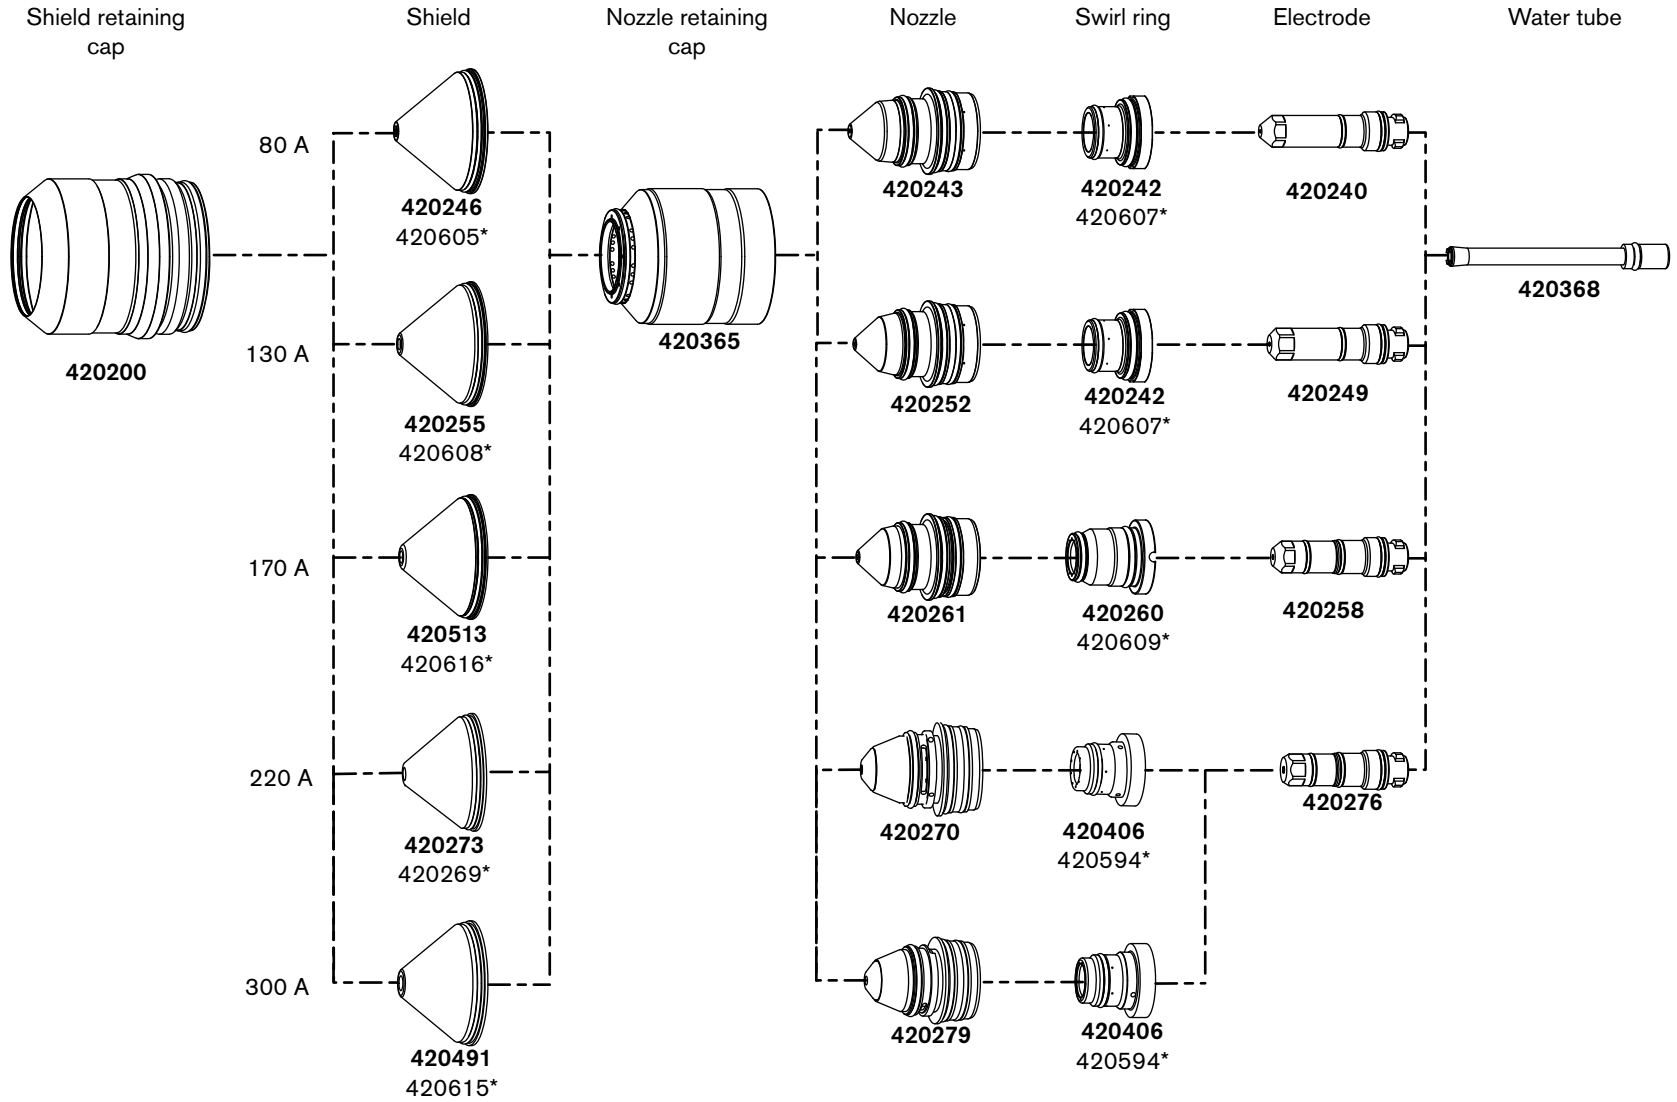 Shield retaining
cap
Shield
Nozzle retaining
cap
Nozzle
Swirl ring
Electrode
Water tube
80 A
420246
420605*
420243
420242
420607*
420240
420200
420365
420368
130 A
420255
420608*
420252
420242
420607*
420249
170 A
420513
420616*
420261
420260
420609*
420258
220 A
420273
420269*
420270
420406
420594*
420276
300 A
420491
420615*
420279
420406
420594*